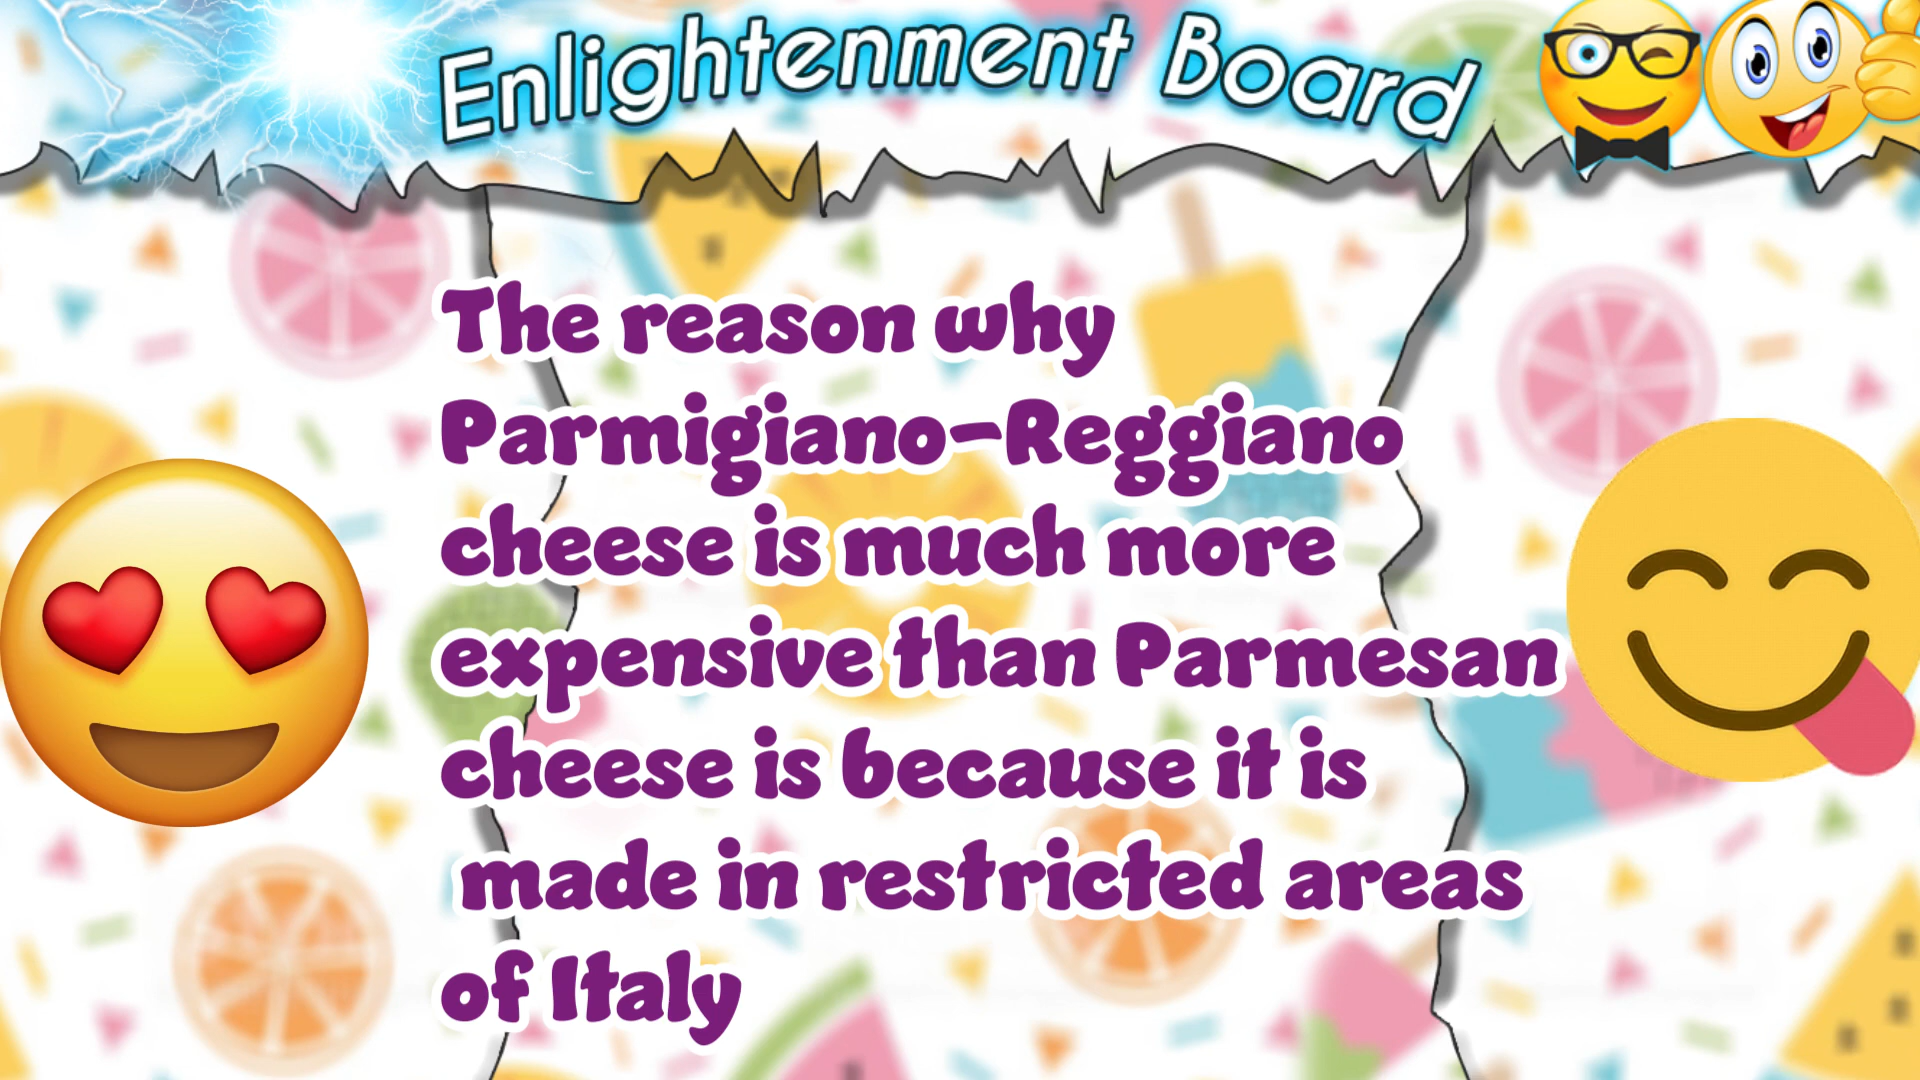 Enlightenment Board
The reason why
Parmigiano-Reggiano
cheese is much more
expensive than Parmesan
cheese is because it is
made in restricted areas
of Italy